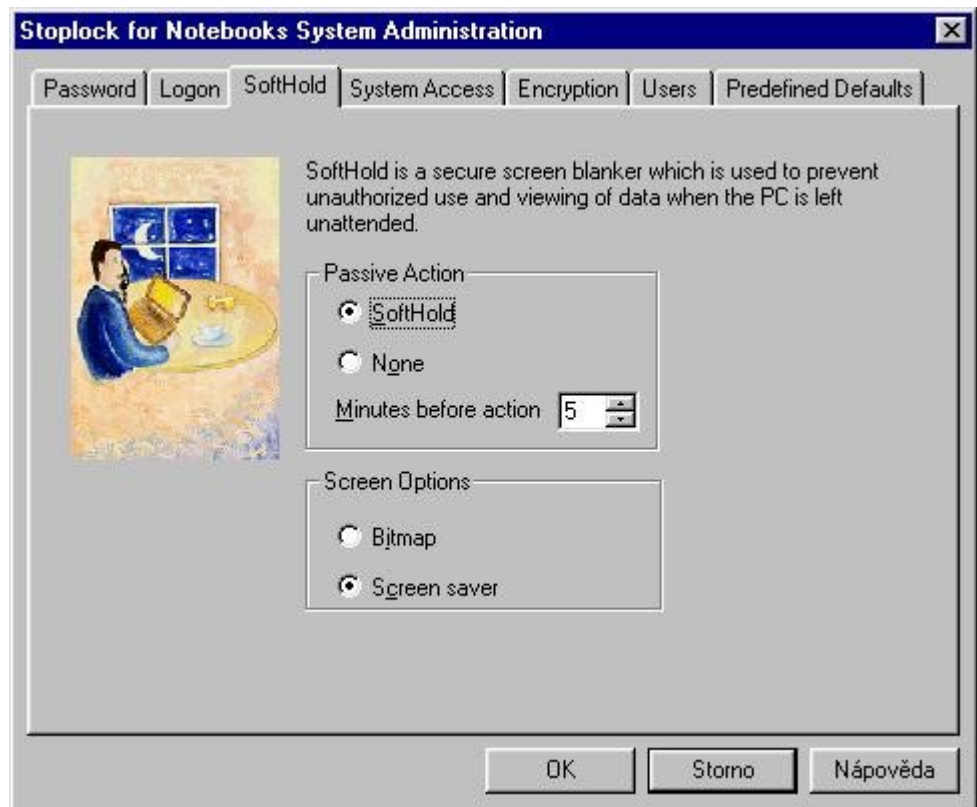 Stoplock for Notebooks System Administration
Password Logon SoftHold System Access Encryption Users Predefined Defaults
SoftHold is a secure screen blanker which is used to prevent
unauthorized use and viewing of data when the PC is left
unattended.
Passive Action
SoftHold
None
Minutes before action 5
Screen Options
Bitmap
Screen saver
OK Storno Nápověda